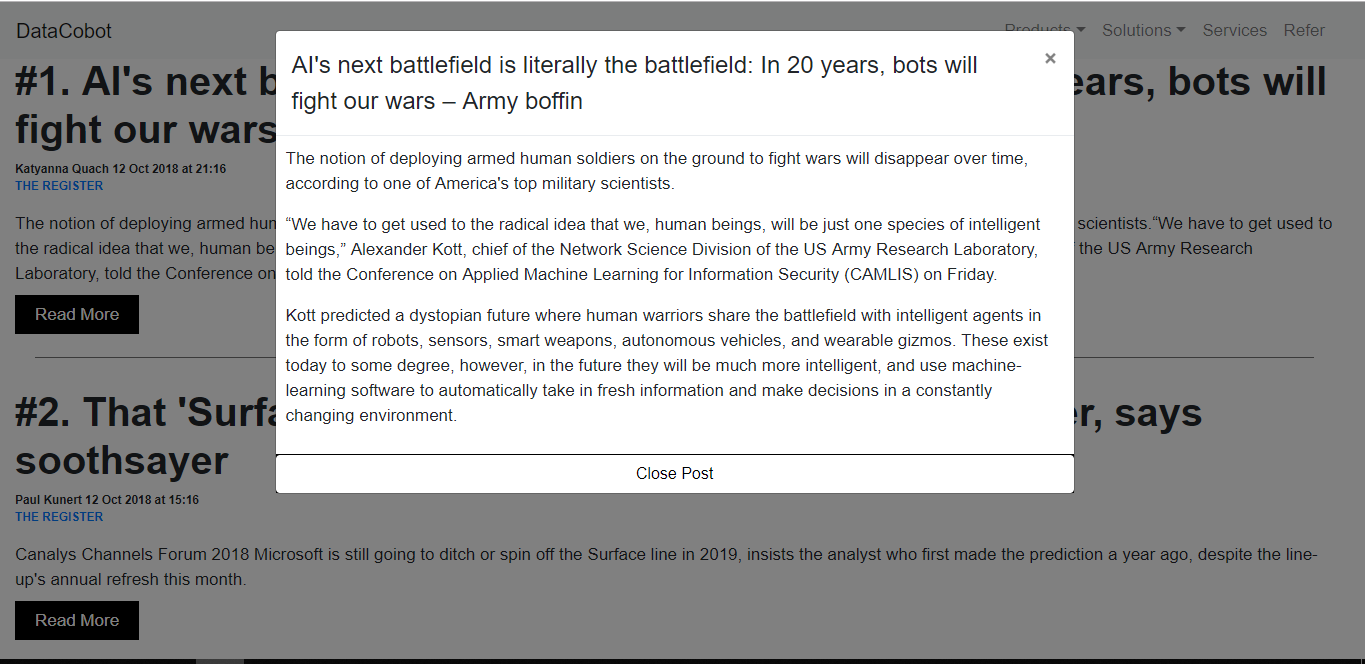 DataCobot
Products Solutions Services Refer
AI's next battlefield is literally the battlefield: In 20 years, bots will
fight our wars – Army boffin
×
The notion of deploying armed human soldiers on the ground to fight wars will disappear over time,
according to one of America's top military scientists.
“We have to get used to the radical idea that we, human beings, will be just one species of intelligent
beings,” Alexander Kott, chief of the Network Science Division of the US Army Research Laboratory,
told the Conference on Applied Machine Learning for Information Security (CAMLIS) on Friday.
Kott predicted a dystopian future where human warriors share the battlefield with intelligent agents in
the form of robots, sensors, smart weapons, autonomous vehicles, and wearable gizmos. These exist
today to some degree, however, in the future they will be much more intelligent, and use machine-
learning software to automatically take in fresh information and make decisions in a constantly
changing environment.
Close Post
#1. AI's next b ears, bots will
fight our wars
Katyanna Quach 12 Oct 2018 at 21:16
THE REGISTER
The notion of deploying armed hum scientists.“We have to get used to
the radical idea that we, human be the US Army Research
Laboratory, told the Conference on
Read More
#2. That 'Surfa er, says
soothsayer
Paul Kunert 12 Oct 2018 at 15:16
THE REGISTER
Canalys Channels Forum 2018 Microsoft is still going to ditch or spin off the Surface line in 2019, insists the analyst who first made the prediction a year ago, despite the line-
up's annual refresh this month.
Read More